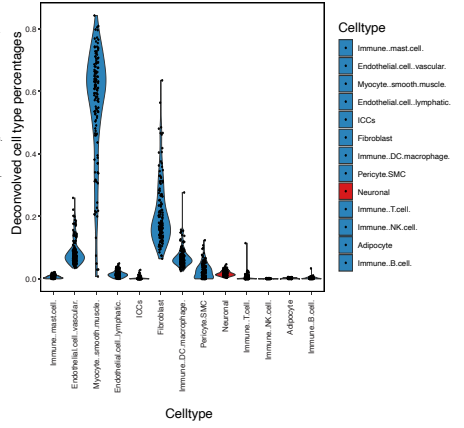 Deconvolved cell type percentages
0.8
0.6
0.4
0.2
0.0
Immune..mast.cell.
Endothelial.cell..vascular.
Myocyte..smooth.muscle.
Endothelial.cell..lymphatic.
ICCs
Fibroblast
Immune..DC.macrophage.
Pericyte.SMC
Neuronal
Immune..T.cell.
Immune..NK.cell.
Adipocyte
Immune..B.cell.
Celltype
Celltype
Immune..mast.cell.
Endothelial.cell..vascular.
Myocyte..smooth.muscle.
Endothelial.cell..lymphatic.
ICCs
Fibroblast
Immune..DC.macrophage.
Pericyte.SMC
Neuronal
Immune..T.cell.
Immune..NK.cell.
Adipocyte
Immune..B.cell.